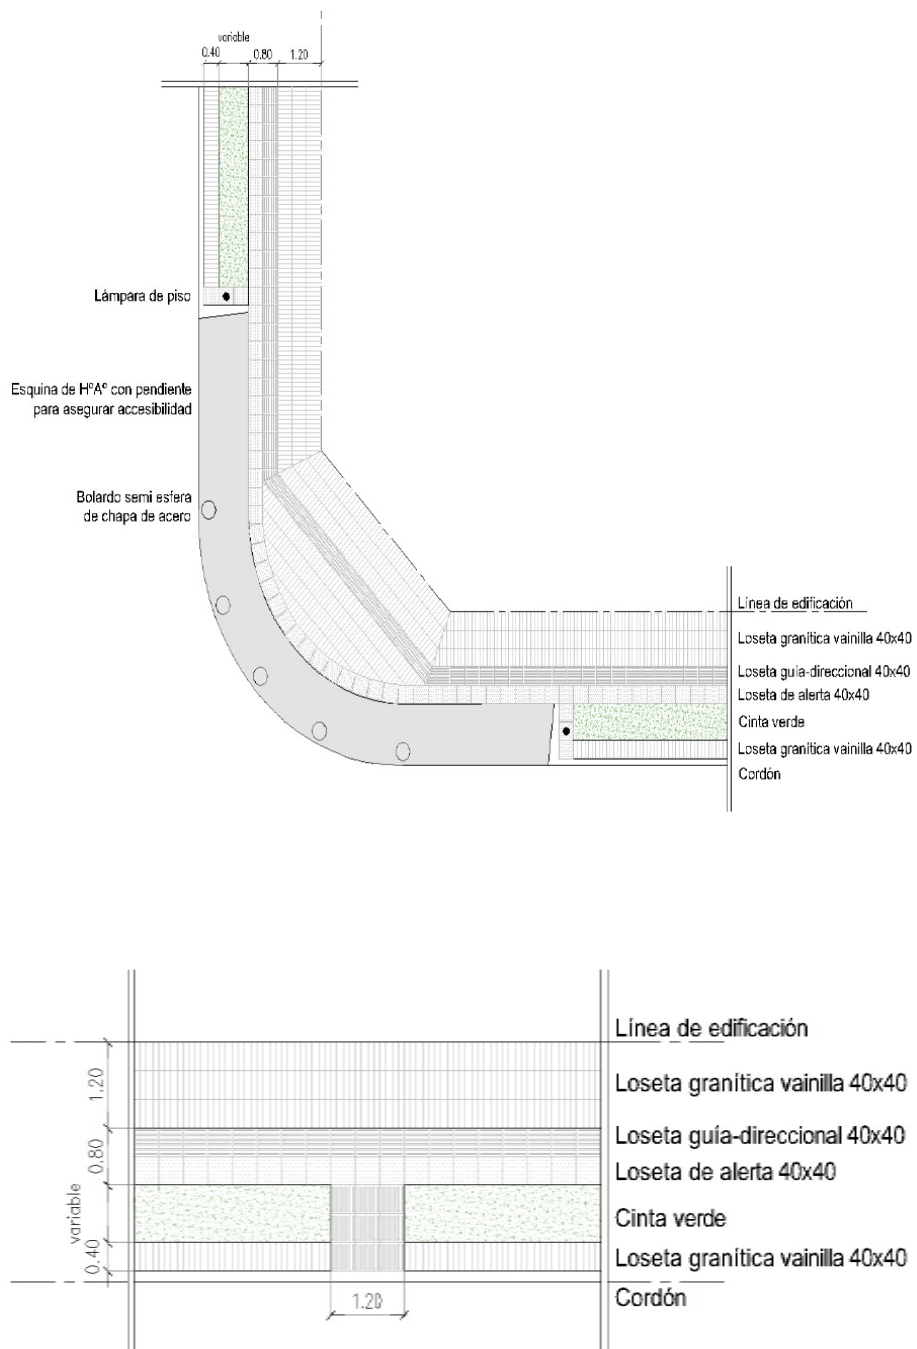 variable
0.40
0.80
1.20
Lámpara de piso
Esquina de HºAº con pendiente
para asegurar accesibilidad
Bolardo semi esfera
de chapa de acero
Línea de edificación
Loseta granítica vainilla 40x40
Loseta guía-direccional 40x40
Loseta de alerta 40x40
Cinta verde
Loseta granítica vainilla 40x40
Cordón
Línea de edificación
1.20
Loseta granítica vainilla 40x40
0.80
Loseta guía-direccional 40x40
Loseta de alerta 40x40
variable
Cinta verde
0.40
Loseta granítica vainilla 40x40
Cordón
1.20